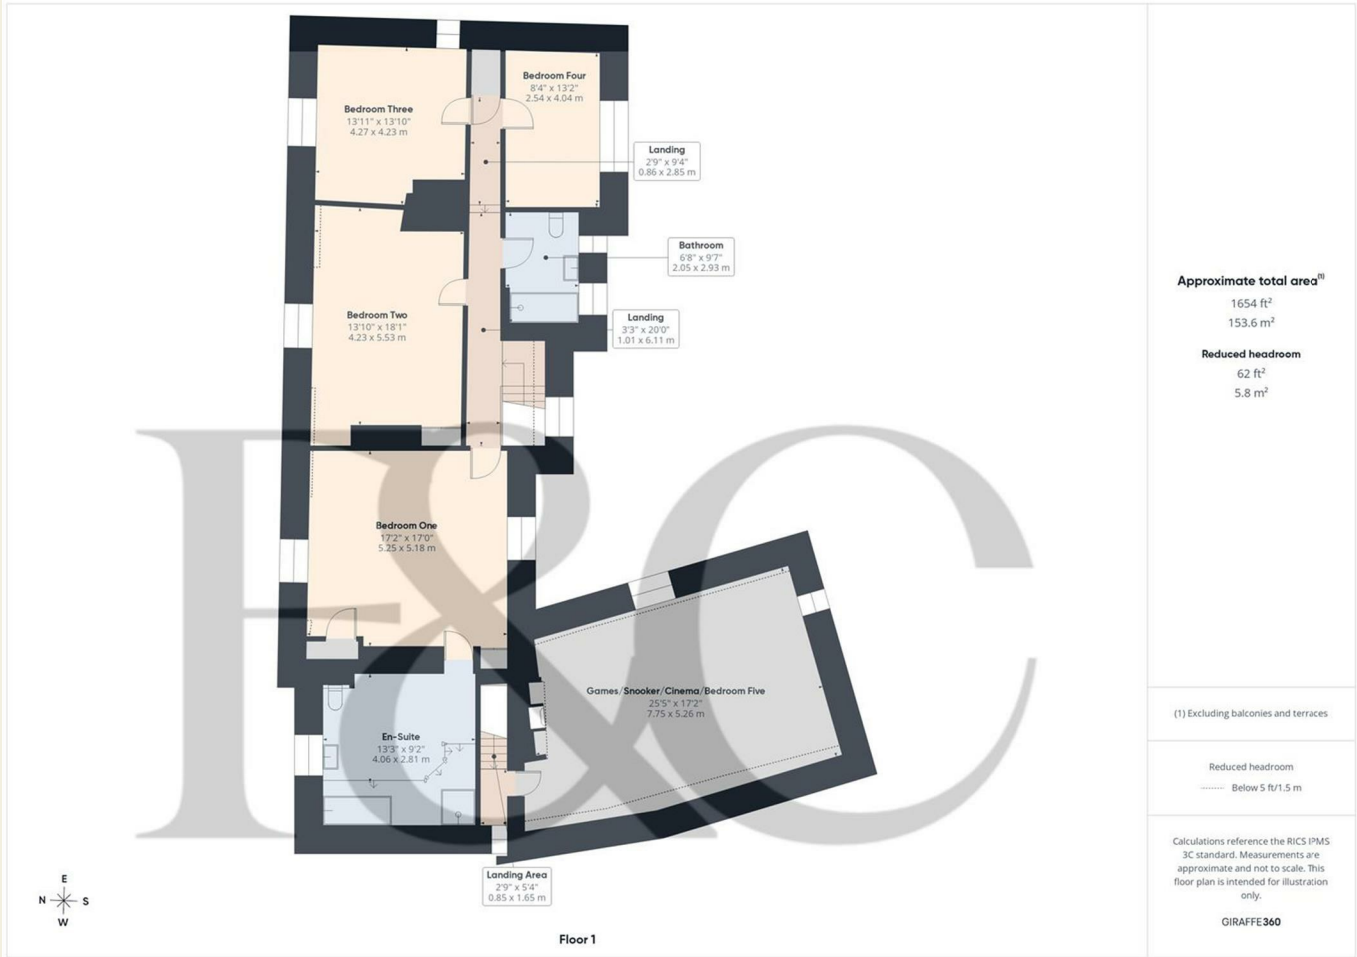 Bedroom Four
8'4" x 13'2"
2.54 x 4.04 m
Bedroom Three
13'11" x 13'10"
4.27 x 4.23 m
Landing
2'9" x 9'4"
0.86 x 2.85 m
Bathroom
6'8" x 9'7"
2.05 x 2.93 m
Bedroom Two
13'10" x 18'1"
4.23 x 5.53 m
Landing
3'3" x 20'0"
1.01 x 6.11 m
Bedroom One
17'2" x 17'0"
5.25 x 5.18 m
Games/Snooker/Cinema/Bedroom Five
25'5" x 17'2"
7.75 x 5.26 m
En-Suite
13'3" x 9'2"
4.06 x 2.81 m
Landing Area
2'9" x 5'4"
0.85 x 1.65 m
F&C
E
N S
W
Floor 1
Approximate total area(1)
1654 ft²
153.6 m²
Reduced headroom
62 ft²
5.8 m²
(1) Excluding balconies and terraces
Reduced headroom
Below 5 ft/1.5 m
Calculations reference the RICS IPMS
3C standard. Measurements are
approximate and not to scale. This
floor plan is intended for illustration
only.
GIRAFFE360